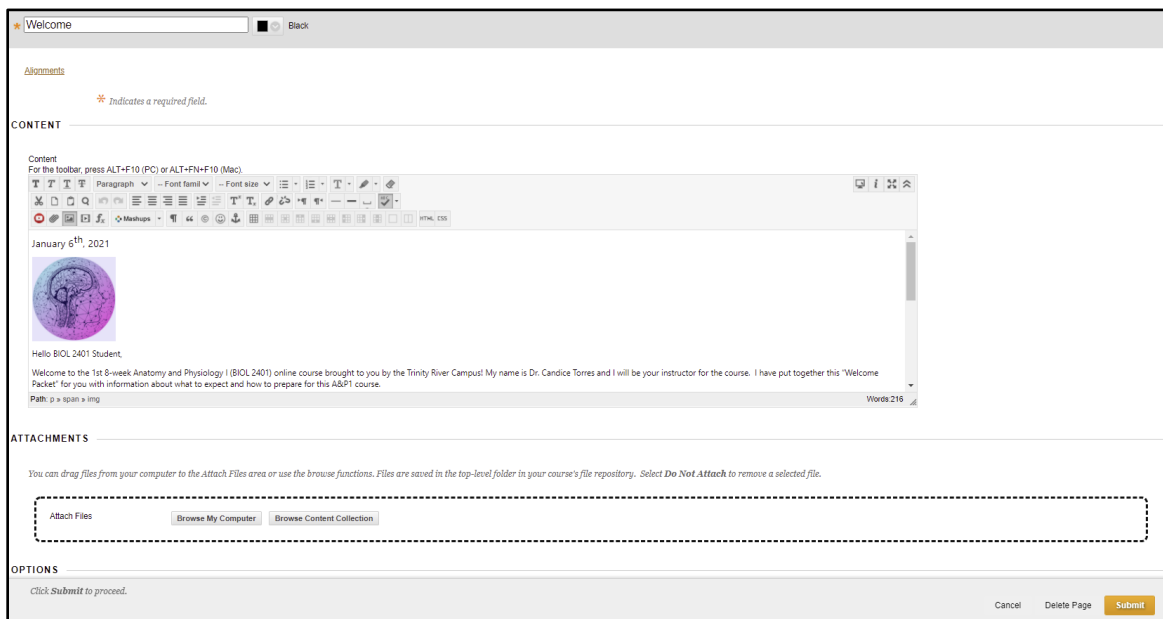 * Welcome Black
Alignments
* Indicates a required field.
CONTENT
Content
For the toolbar, press ALT+F10 (PC) or ALT+FN+F10 (Mac).
T T T T Paragraph -- Font famil -- Font size T
T T
fx Mashups ¶ “ © HTML CSS
January 6th, 2021
Hello BIOL 2401 Student,
Welcome to the 1st 8-week Anatomy and Physiology I (BIOL 2401) online course brought to you by the Trinity River Campus! My name is Dr. Candice Torres and I will be your instructor for the course. I have put together this "Welcome
Packet" for you with information about what to expect and how to prepare for this A&P1 course.
Path: p » span » img Words:216
ATTACHMENTS
You can drag files from your computer to the Attach Files area or use the browse functions. Files are saved in the top-level folder in your course's file repository. Select Do Not Attach to remove a selected file.
Attach Files Browse My Computer Browse Content Collection
OPTIONS
Click Submit to proceed.
Cancel Delete Page Submit